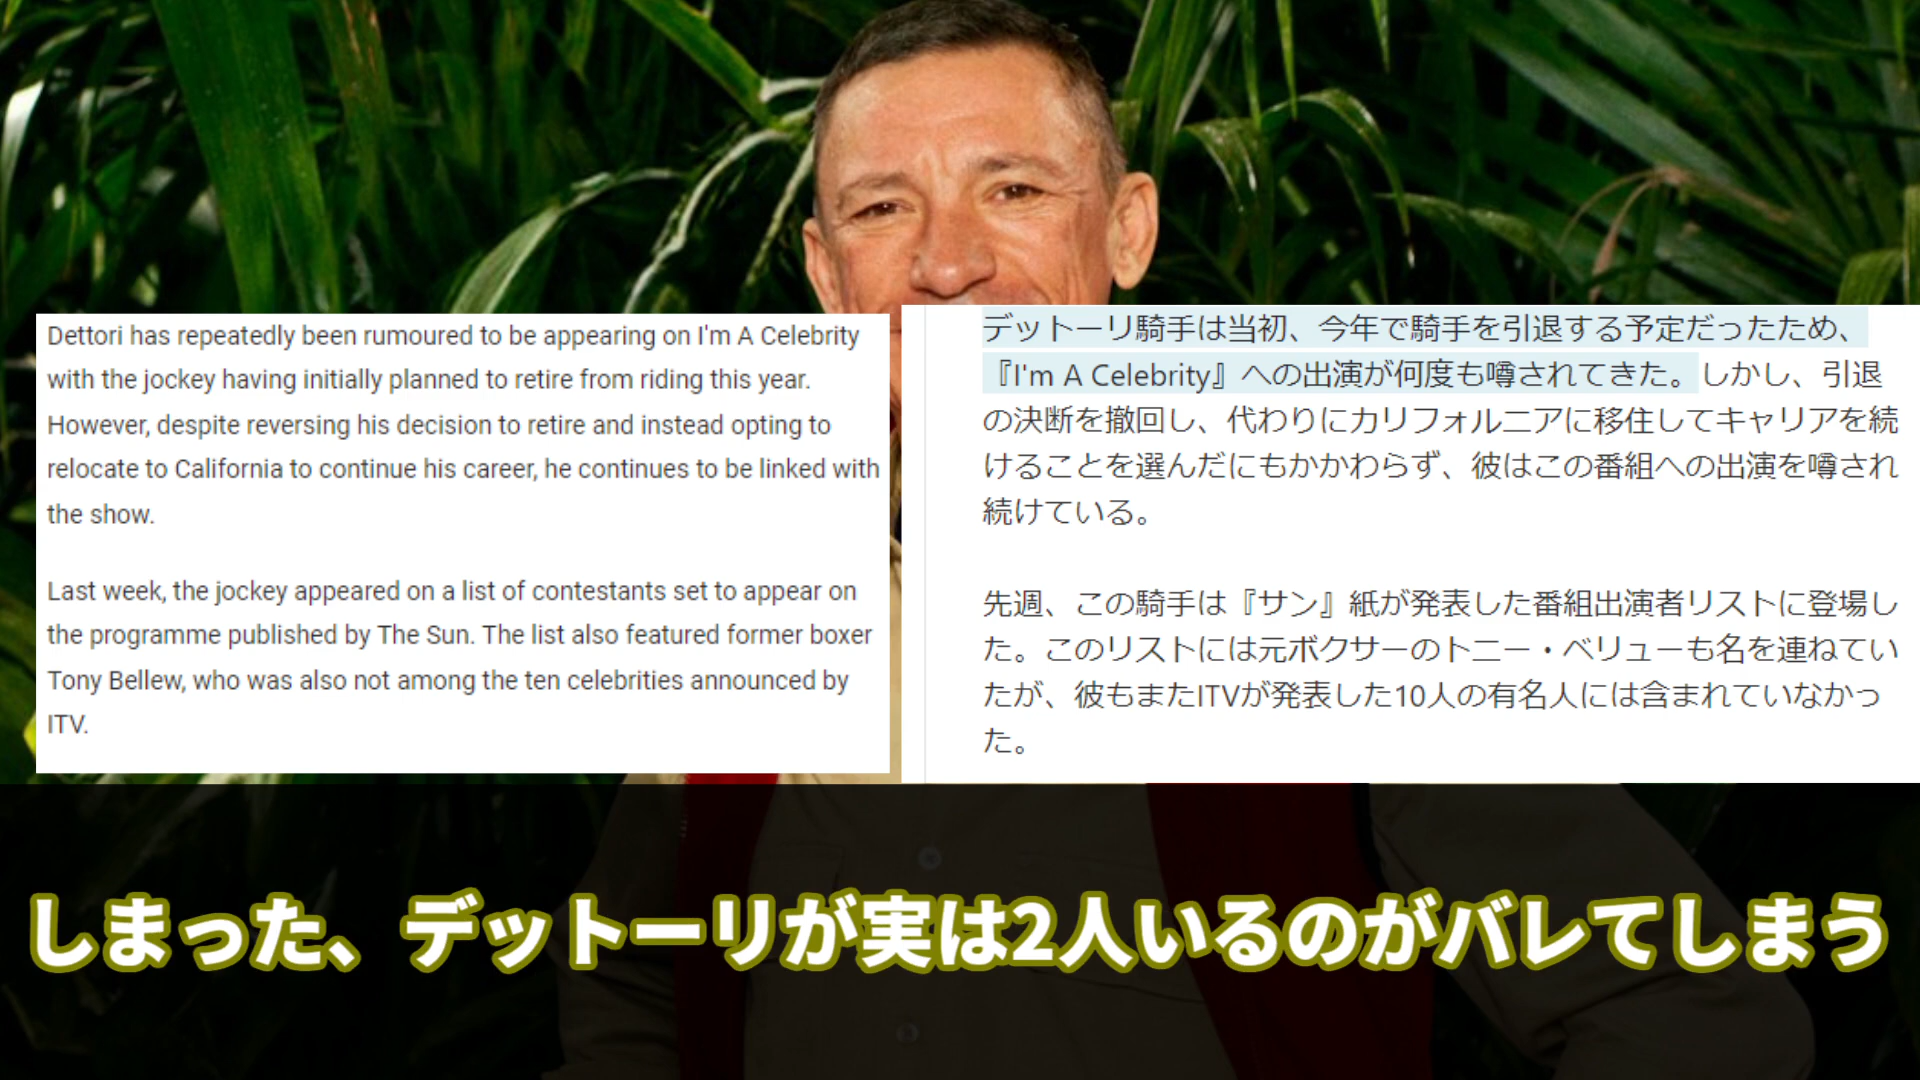 Dettori has repeatedly been rumoured to be appearing on I'm A Celebrity
with the jockey having initially planned to retire from riding this year.
However, despite reversing his decision to retire and instead opting to
relocate to California to continue his career, he continues to be linked with
the show.
Last week, the jockey appeared on a list of contestants set to appear on
the programme published by The Sun. The list also featured former boxer
Tony Bellew, who was also not among the ten celebrities announced by
ITV.
デットーリ騎手は当初、今年で騎手を引退する予定だったため、
『I'm A Celebrity』への出演が何度も噂されてきた。しかし、引退
の決断を撤回し、代わりにカリフォルニアに移住してキャリアを続
けることを選んだにもかかわらず、彼はこの番組への出演を噂され
続けている。
先週、この騎手は『サン』紙が発表した番組出演者リストに登場し
た。このリストには元ボクサーのトニー・ベリューも名を連ねてい
たが、彼もまたITVが発表した10人の有名人には含まれていなかっ
た。
しまった、デットーリが実は2人いるのがバレてしまう